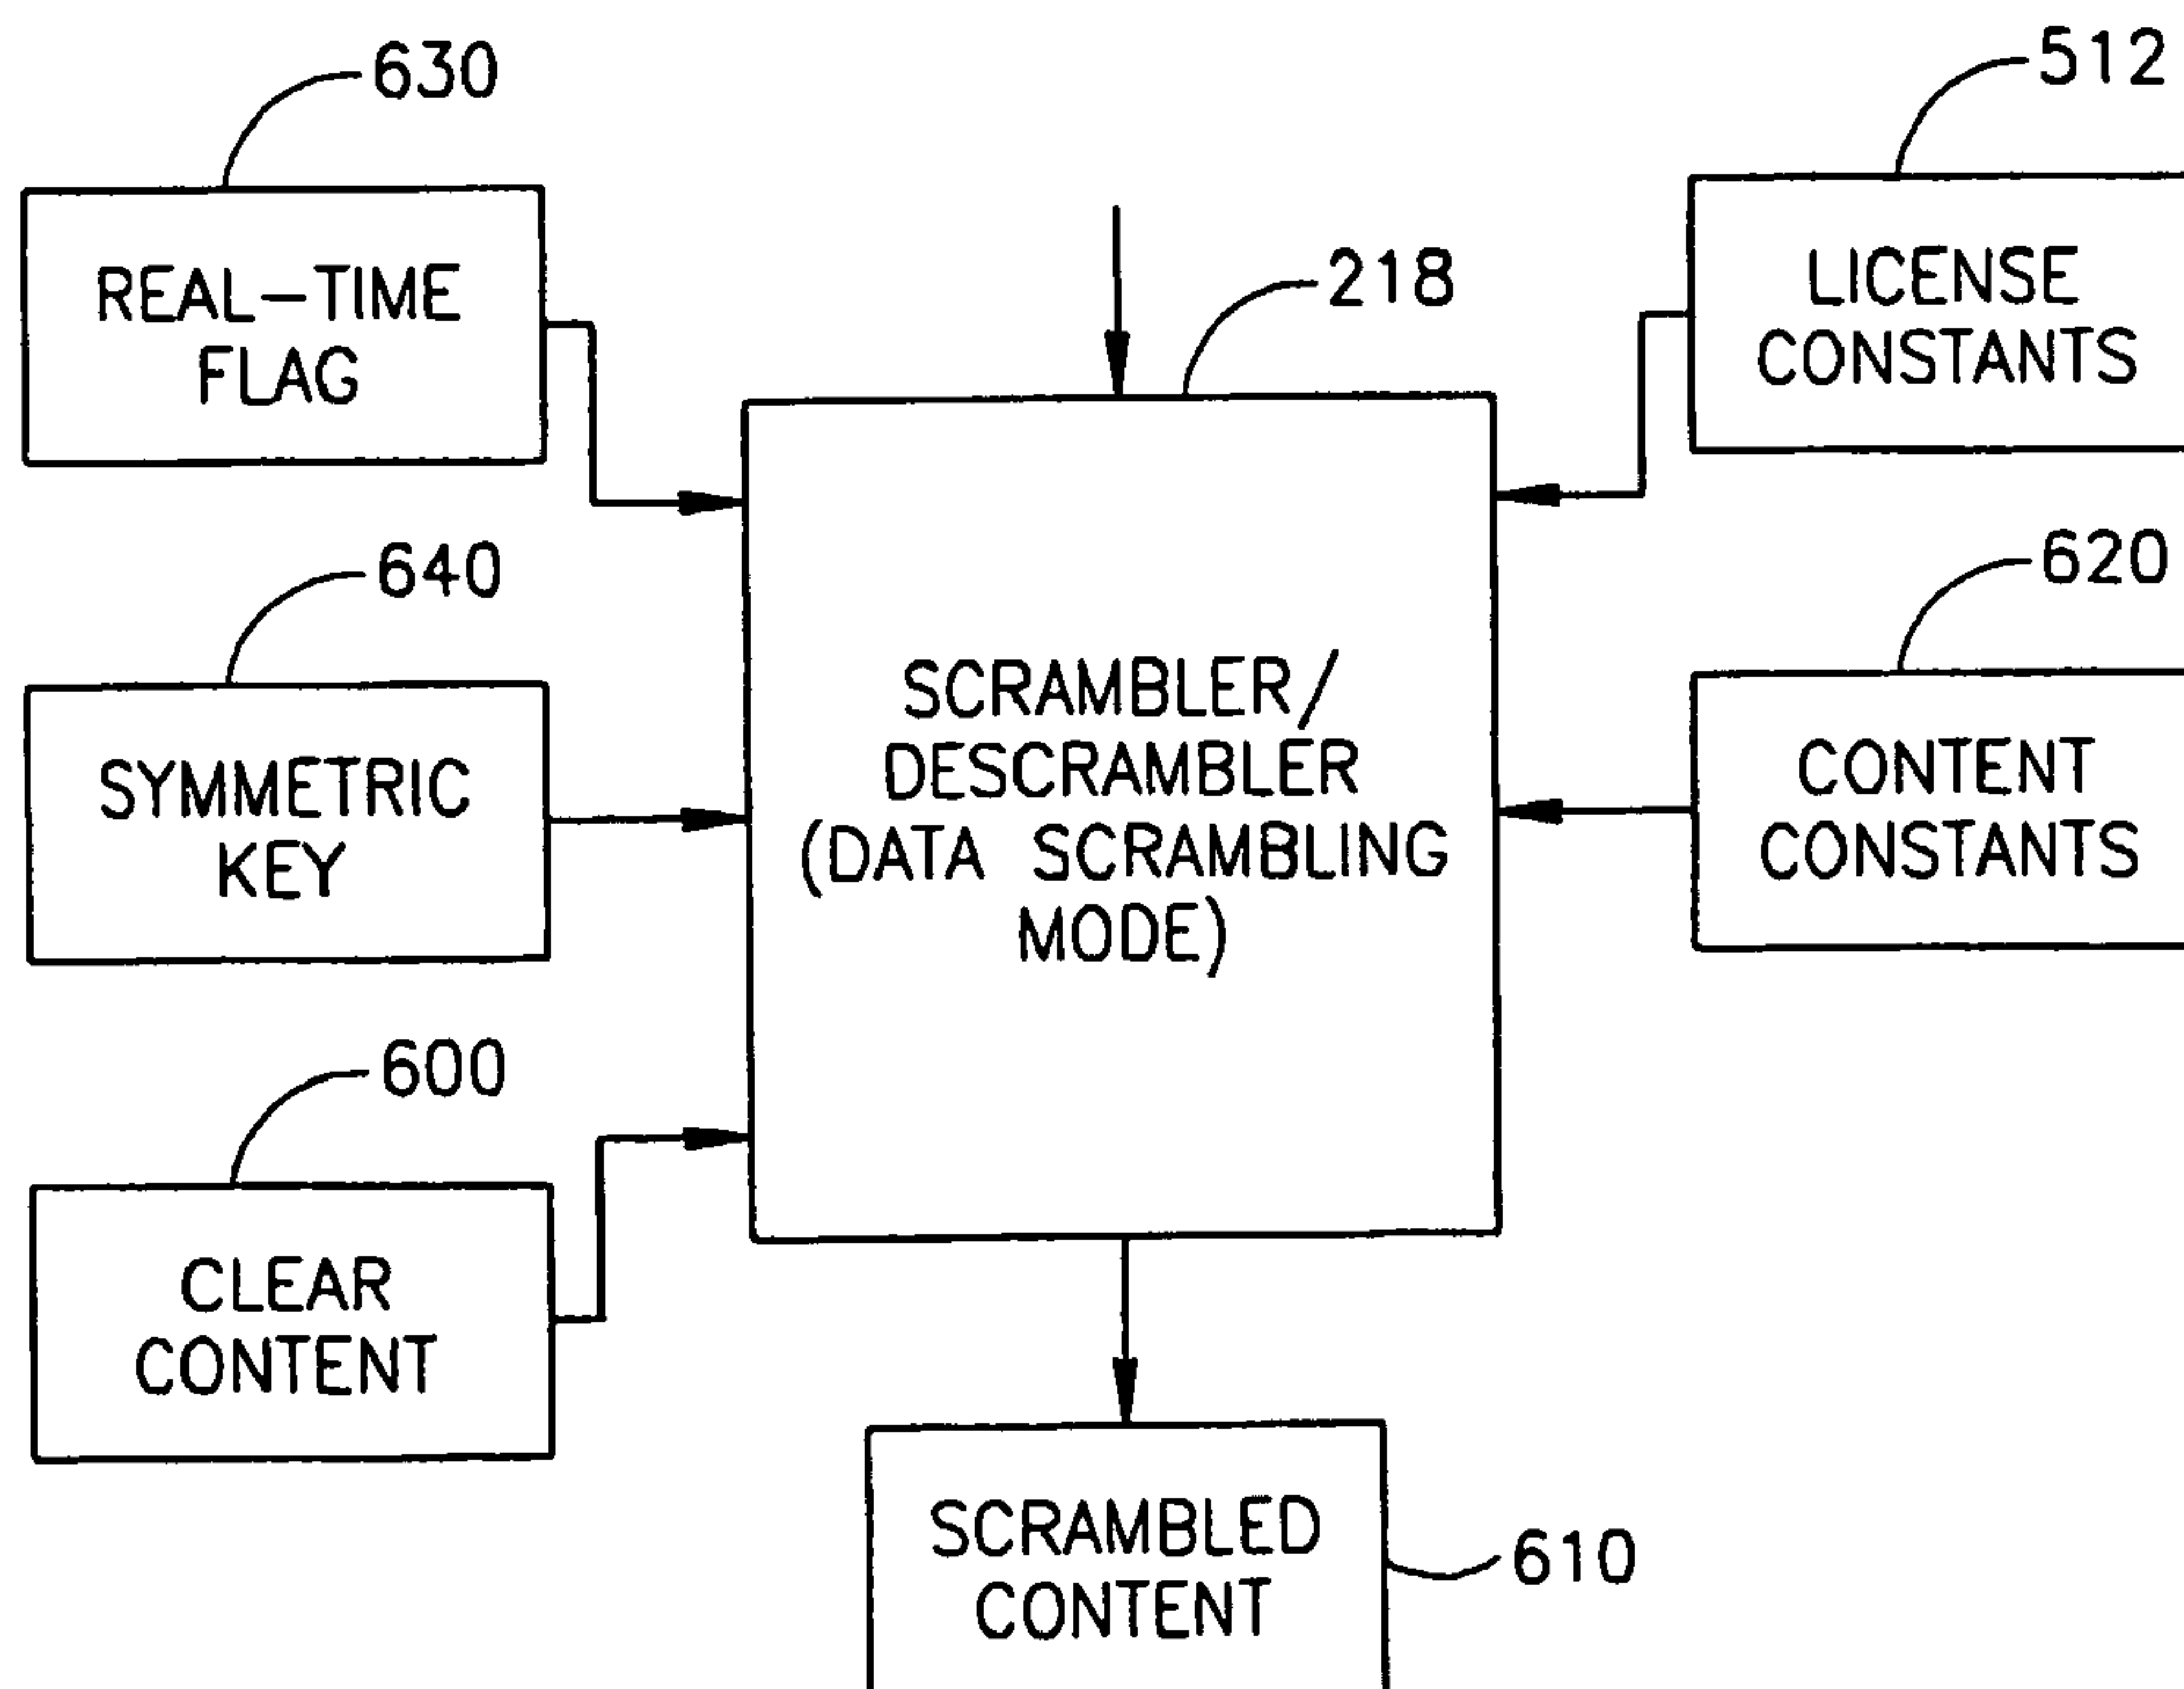 630
REAL-TIME
FLAG
512
LICENSE
CONSTANTS
218
640
SYMMETRIC
KEY
SCRAMBLER/
DESCRAMBLER
(DATA SCRAMBLING
MODE)
620
CONTENT
CONSTANTS
600
CLEAR
CONTENT
SCRAMBLED
CONTENT
610